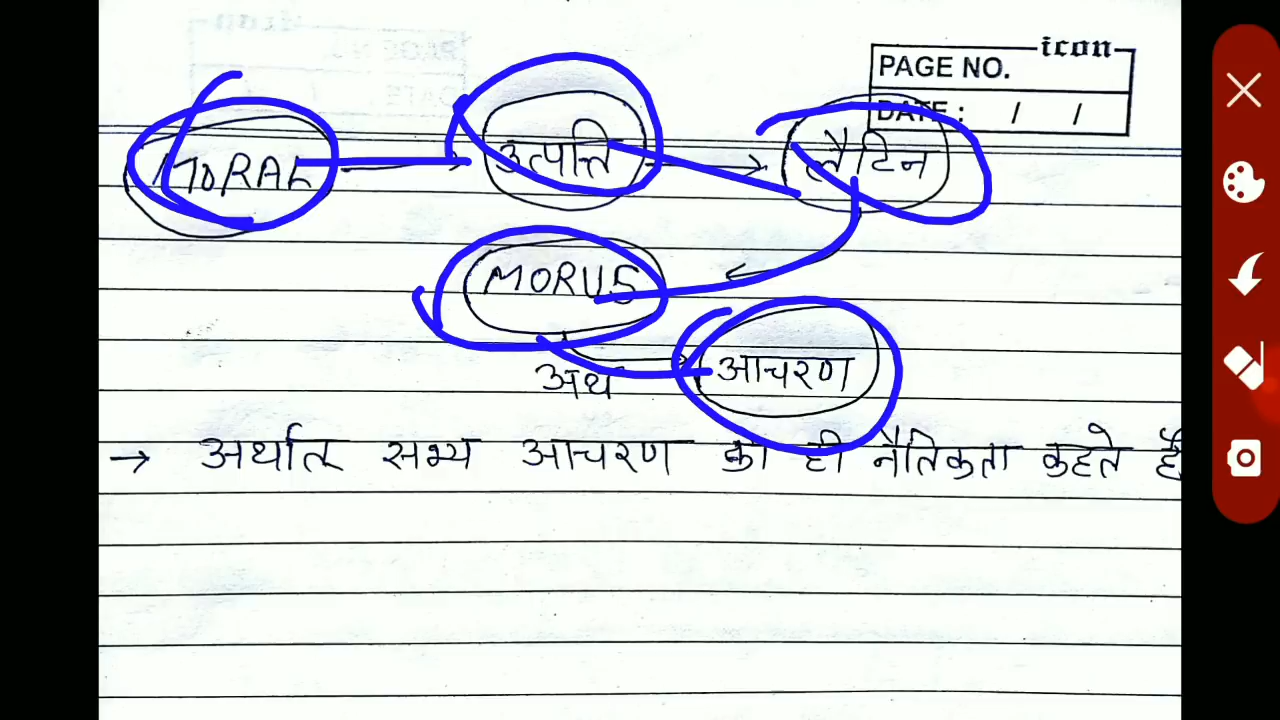 icon
PAGE NO.
DATE : / /
MORAL → उत्पत्ति → लैटिन
MORUS
अर्थ आचरण
→ अर्थात सभ्य आचरण को ही नैतिकता कहते हैं